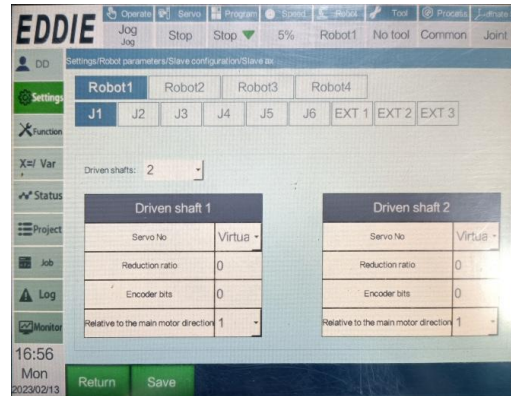 EDDIE
Operate Servo Program Speed Robot Tool Process
Jog Stop Stop 5% Robot1 No tool Common Joint
Jog
DD
Settings/Robot parameters/Slave configuration/Slave ax
Settings
Robot1 Robot2 Robot3 Robot4
J1 J2 J3 J4 J5 J6 EXT 1 EXT 2 EXT 3
Function
X=/ Var
Driven shafts: 2
Status
Driven shaft 1 Driven shaft 2
Project
Servo No Virtua Servo No Virtua
Job
Reduction ratio 0 Reduction ratio 0
Log
Encoder bits 0 Encoder bits 0
Monitor
Relative to the main motor direction 1 Relative to the main motor direction 1
16:56
Mon
2023/02/13
Return Save